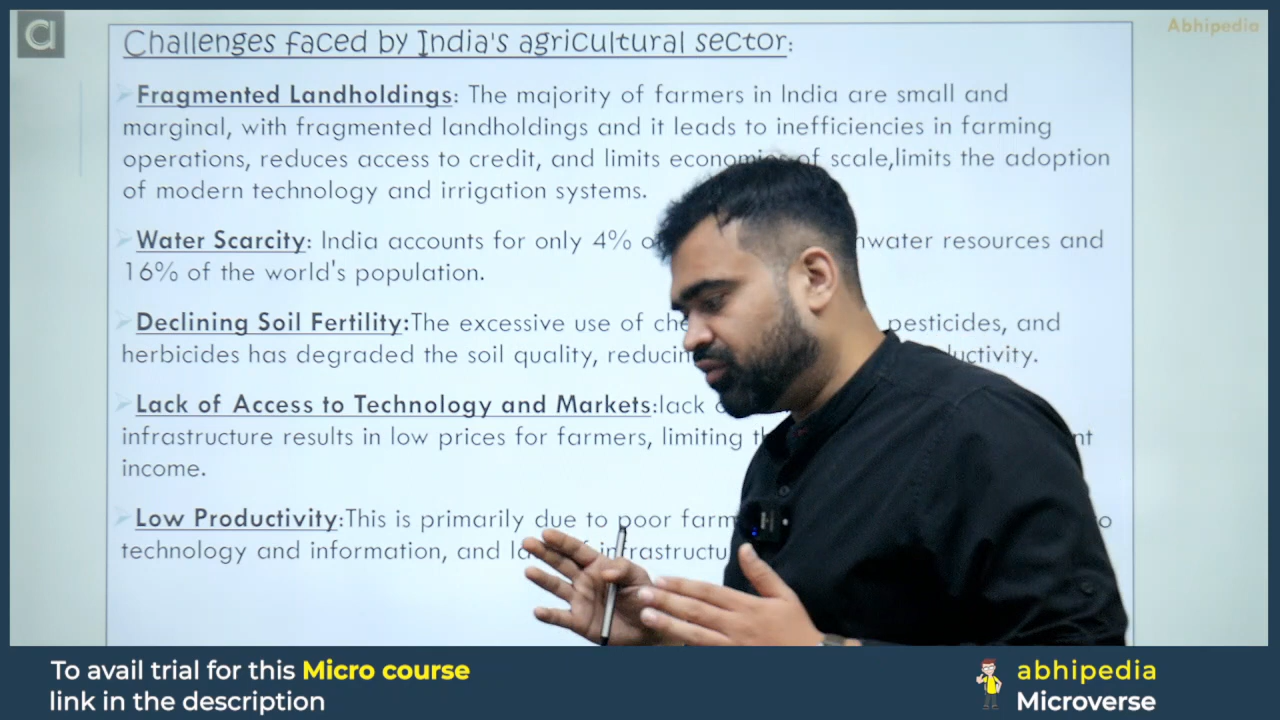 Abhipedia
Challenges faced by India's agricultural sector:
Fragmented Landholdings: The majority of farmers in India are small and
marginal, with fragmented landholdings and it leads to inefficiencies in farming
operations, reduces access to credit, and limits economies of scale,limits the adoption
of modern technology and irrigation systems.
Water Scarcity: India accounts for only 4% resources and
16% of the world's population.
Declining Soil Fertility:The excessive use of pesticides, and
herbicides has degraded the soil quality,
Lack of Access to Technology and Markets:lack
infrastructure results in low prices for farmers, limiting
income.
Low Productivity:This is primarily due to poor
technology and information, and
To avail trial for this Micro course
link in the description
abhipedia
Microverse